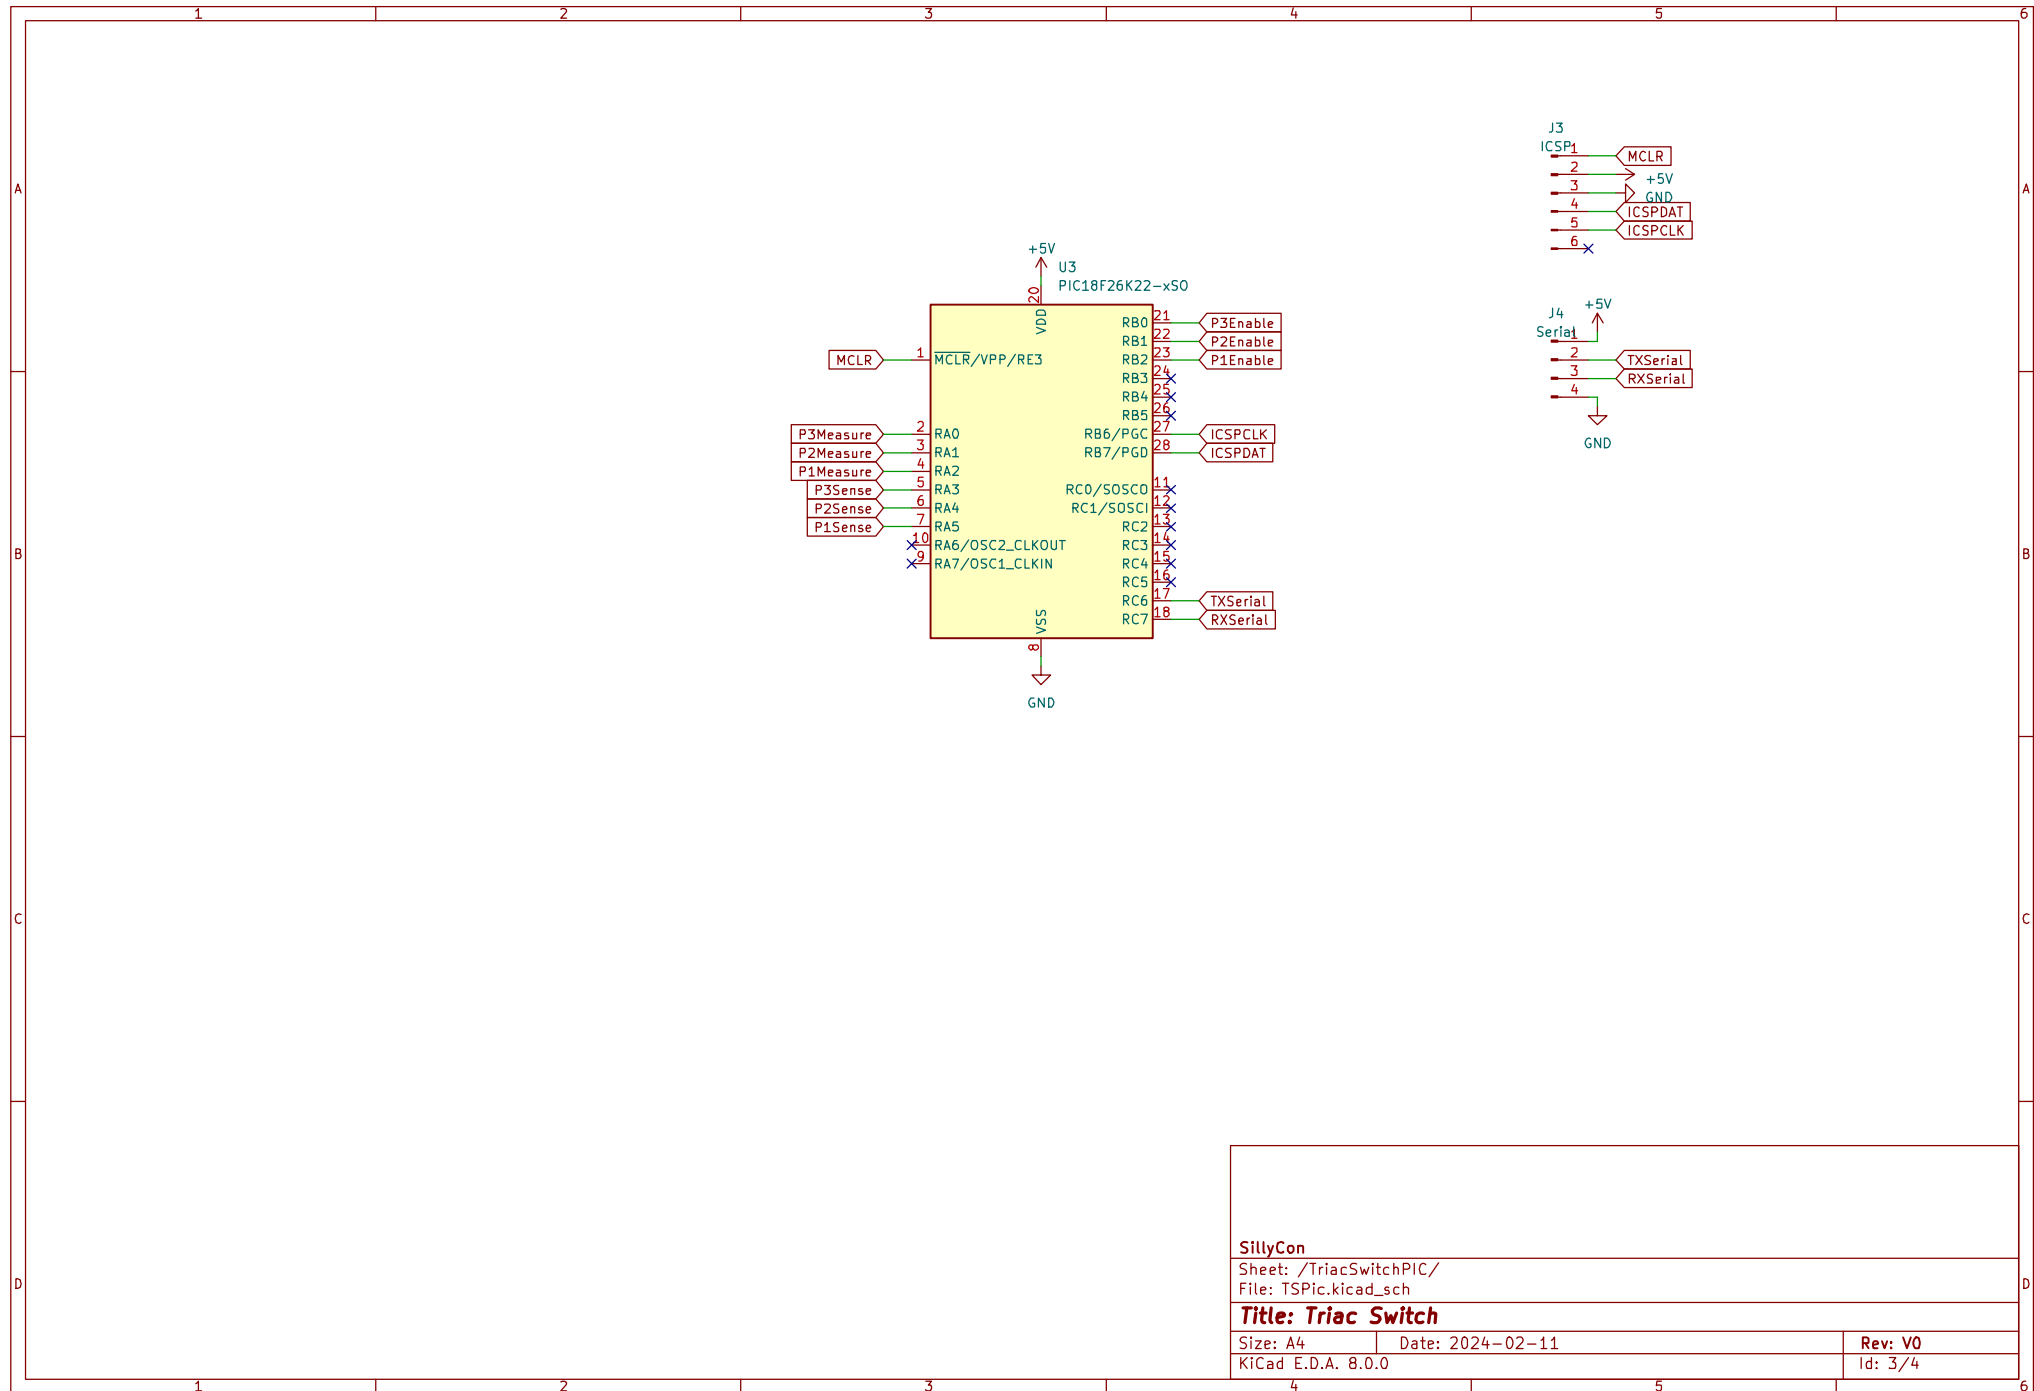 1 2 3 4 5 6
A A
B B
C C
D D
J3
ICSP
1 MCLR
2 +5V
3 GND
4 ICSPDAT
5 ICSPCLK
6
+5V
J4
Serial
1
2 TXSerial
3 RXSerial
4
GND
+5V
U3
PIC18F26K22-xSO
20
VDD
MCLR 1 MCLR/VPP/RE3
P3Measure 2 RA0
P2Measure 3 RA1
P1Measure 4 RA2
P3Sense 5 RA3
P2Sense 6 RA4
P1Sense 7 RA5
10 RA6/OSC2_CLKOUT
9 RA7/OSC1_CLKIN
RB0 21 P3Enable
RB1 22 P2Enable
RB2 23 P1Enable
RB3 24
RB4 25
RB5 26
RB6/PGC 27 ICSPCLK
RB7/PGD 28 ICSPDAT
RC0/SOSCO 11
RC1/SOSCI 12
RC2 13
RC3 14
RC4 15
RC5 16
RC6 17 TXSerial
RC7 18 RXSerial
VSS
8
GND
SillyCon
Sheet: /TriacSwitchPIC/
File: TSPic.kicad_sch
Title: Triac Switch
Size: A4 Date: 2024-02-11 Rev: V0
KiCad E.D.A. 8.0.0 Id: 3/4
1 2 3 4 5 6